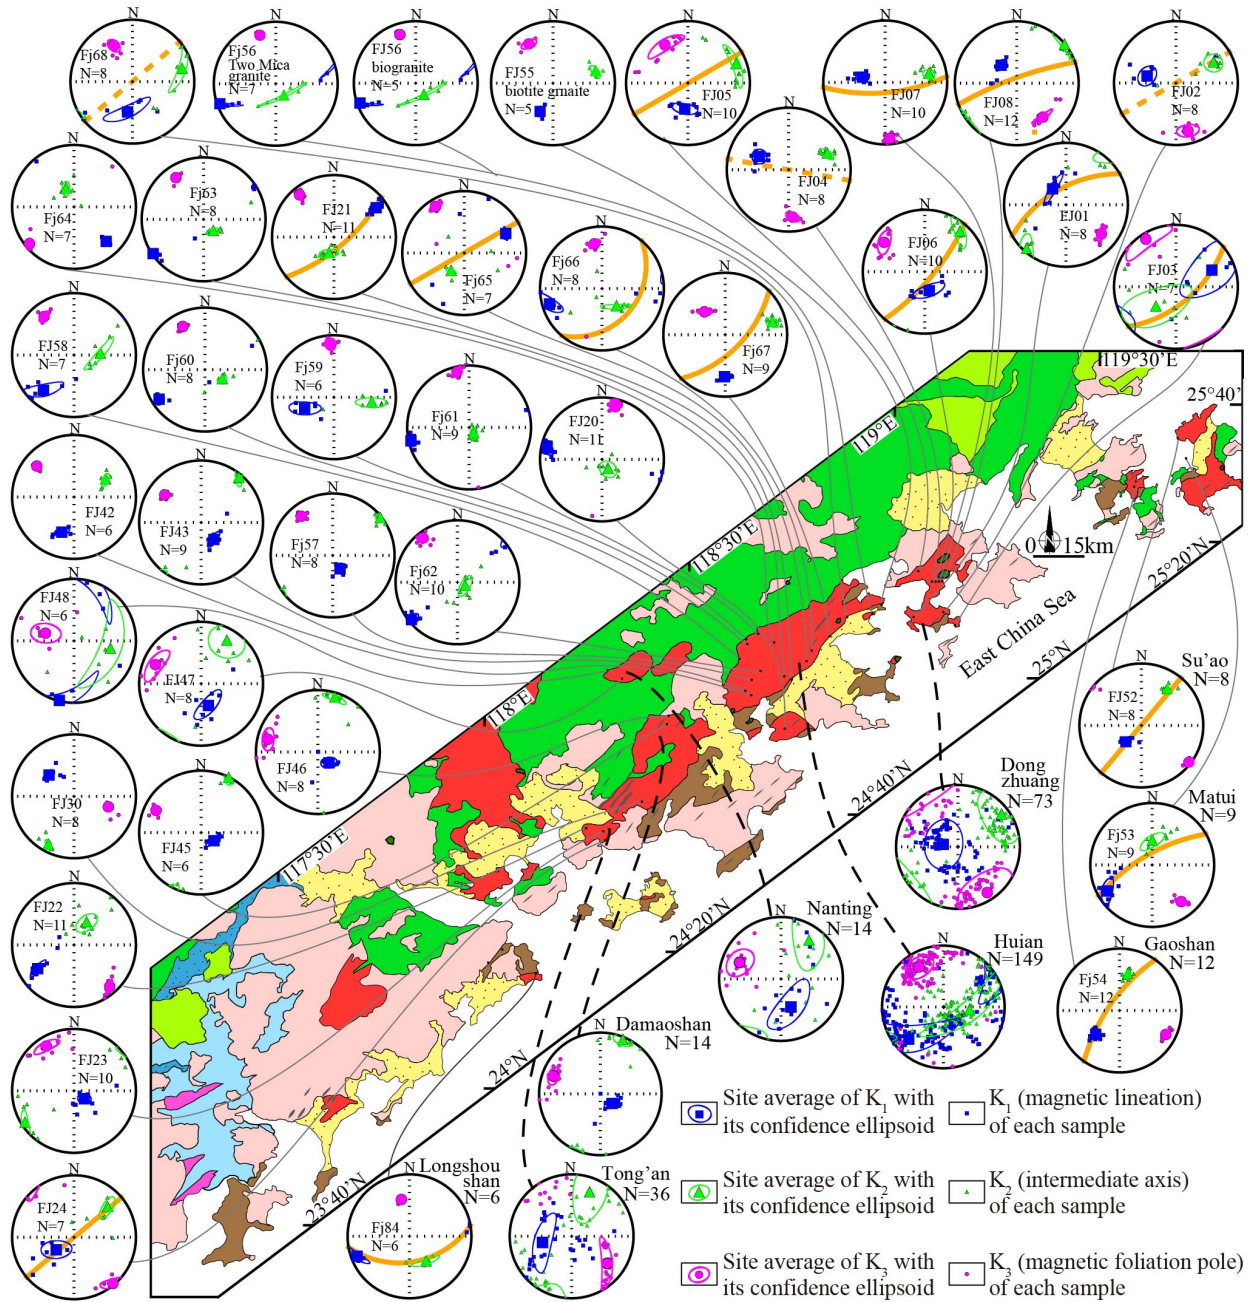 N
Fj68
N=8
N
Fj56
Two Mica
granite
N=7
N
FJ56
biogranite
N=5
N
FJ55
biotite grnaite
N=5
N
FJ05
N=10
N
FJ07
N=10
N
FJ08
N=12
N
FJ02
N=8
N
FJ04
N=8
N
Fj64
N=7
N
Fj63
N=8
N
FJ21
N=11
N
Fj65
N=7
N
Fj66
N=8
N
Fj67
N=9
N
FJ06
N=10
N
FJ01
N=8
N
FJ03
N=7
N
FJ58
N=7
N
Fj60
N=8
N
Fj59
N=6
N
Fj61
N=9
N
FJ20
N=11
N
FJ42
N=6
N
FJ43
N=9
N
Fj57
N=8
N
Fj62
N=10
N
FJ48
N=6
N
FJ47
N=8
N
FJ46
N=8
N
FJ30
N=8
N
FJ45
N=6
N
FJ22
N=11
N
FJ23
N=10
N
FJ24
N=7
119°30'E
25°40'
119°E
118°30'E
118°E
117°30'E
N
0 15km
East China Sea
25°20'N
25°N
24°40'N
24°20'N
24°N
23°40'N
Su'ao
N=8
N
FJ52
N=8
Matui
N=9
N
Fj53
N=9
Gaoshan
N=12
N
Fj54
N=12
Dong
zhuang
N=73
N
Huian
N=149
N
Nanting
N=14
N
Damaoshan
N=14
N
Tong'an
N=36
N
Longshou
shan
N=6
N
Fj84
N=6
Site average of K1 with
its confidence ellipsoid
K1 (magnetic lineation)
of each sample
Site average of K2 with
its confidence ellipsoid
K2 (intermediate axis)
of each sample
Site average of K3 with
its confidence ellipsoid
K3 (magnetic foliation pole)
of each sample